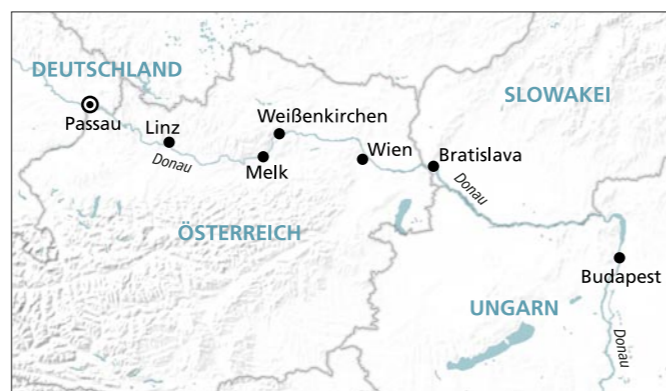 DEUTSCHLAND
SLOWAKEI
Weißenkirchen
Passau
Linz
Wien
Bratislava
Donau
Melk
Donau
ÖSTERREICH
Budapest
UNGARN
Donau